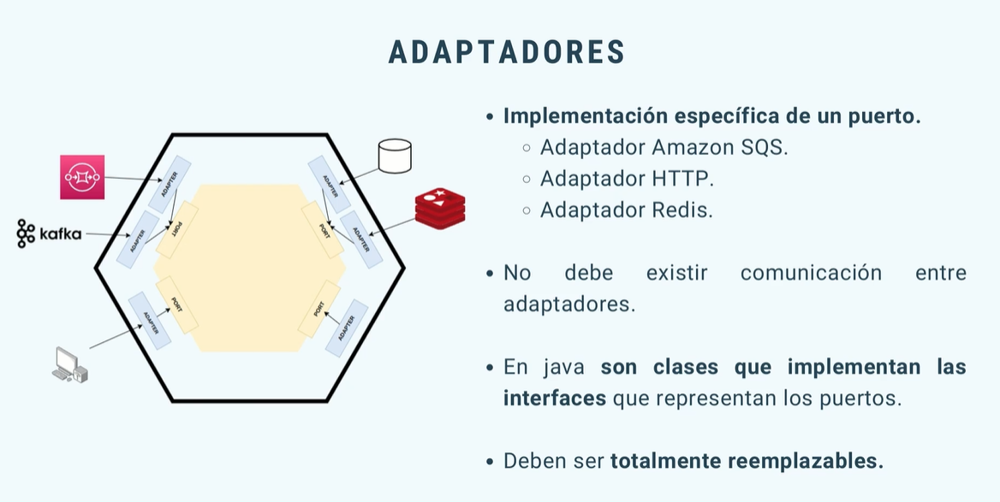 ADAPTADORES
Implementación específica de un puerto.
Adaptador Amazon SQS.
Adaptador HTTP.
Adaptador Redis.
No debe existir comunicación entre
adaptadores.
En java son clases que implementan las
interfaces que representan los puertos.
Deben ser totalmente reemplazables.
ADAPTER
ADAPTER
PORT
kafka
ADAPTER
ADAPTER
PORT
ADAPTER
PORT
PORT
ADAPTER